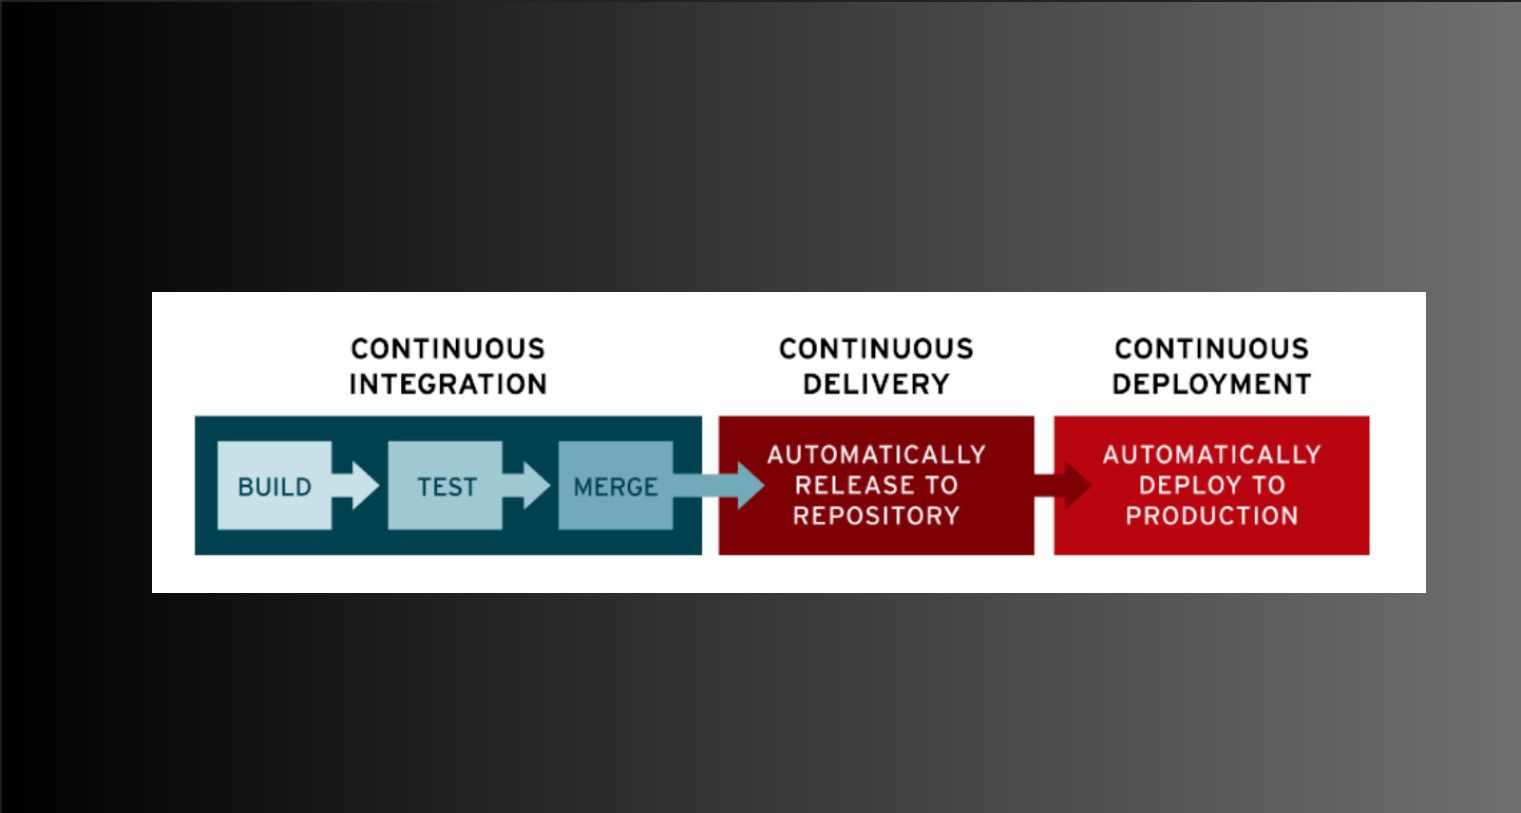 CONTINUOUS
INTEGRATION
BUILD
TEST
MERGE
CONTINUOUS
DELIVERY
AUTOMATICALLY
RELEASE TO
REPOSITORY
CONTINUOUS
DEPLOYMENT
AUTOMATICALLY
DEPLOY TO
PRODUCTION